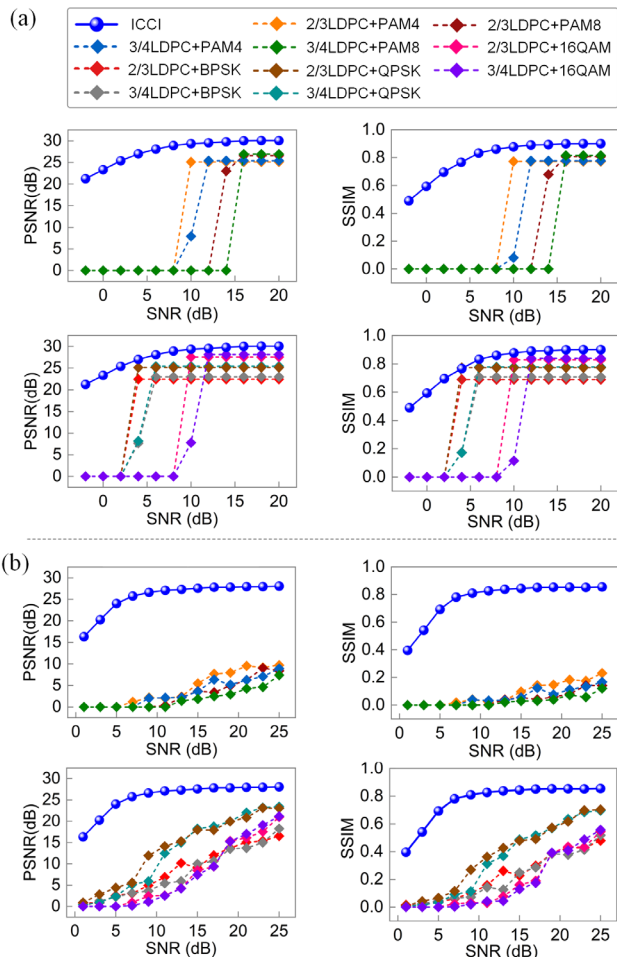 (a)
ICCI 2/3LDPC+PAM4 2/3LDPC+PAM8
3/4LDPC+PAM4 3/4LDPC+PAM8 2/3LDPC+16QAM
2/3LDPC+BPSK 2/3LDPC+QPSK 3/4LDPC+16QAM
3/4LDPC+BPSK 3/4LDPC+QPSK
PSNR(dB)
30
25
20
15
10
5
0
0 5 10 15 20
SNR (dB)
SSIM
1.0
0.8
0.6
0.4
0.2
0.0
0 5 10 15 20
SNR (dB)
PSNR(dB)
30
25
20
15
10
5
0
0 5 10 15 20
SNR (dB)
SSIM
1.0
0.8
0.6
0.4
0.2
0.0
0 5 10 15 20
SNR (dB)
(b)
PSNR(dB)
30
25
20
15
10
5
0
0 5 10 15 20 25
SNR (dB)
SSIM
1.0
0.8
0.6
0.4
0.2
0.0
0 5 10 15 20 25
SNR (dB)
PSNR(dB)
30
25
20
15
10
5
0
0 5 10 15 20 25
SNR (dB)
SSIM
1.0
0.8
0.6
0.4
0.2
0.0
0 5 10 15 20 25
SNR (dB)